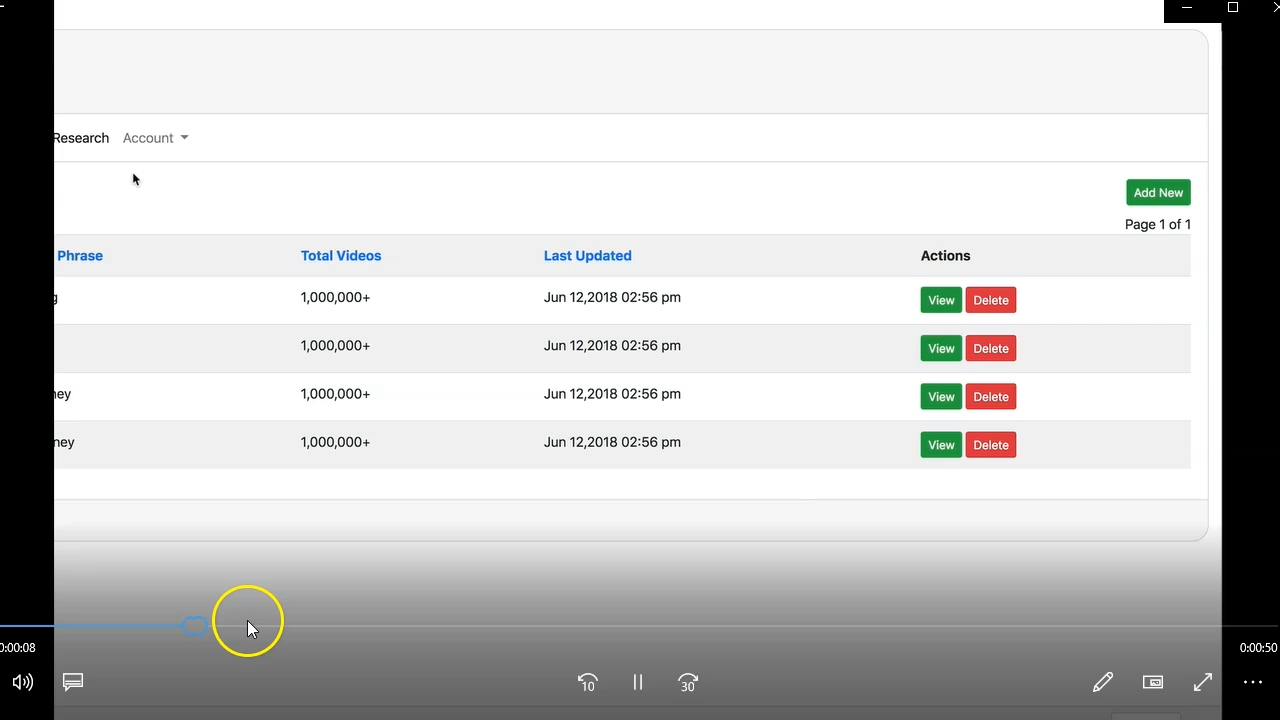 Research Account
Add New
Page 1 of 1
Phrase Total Videos Last Updated Actions
1,000,000+ Jun 12,2018 02:56 pm View Delete
1,000,000+ Jun 12,2018 02:56 pm View Delete
1,000,000+ Jun 12,2018 02:56 pm View Delete
1,000,000+ Jun 12,2018 02:56 pm View Delete
0:00:08 0:00:50
10 30